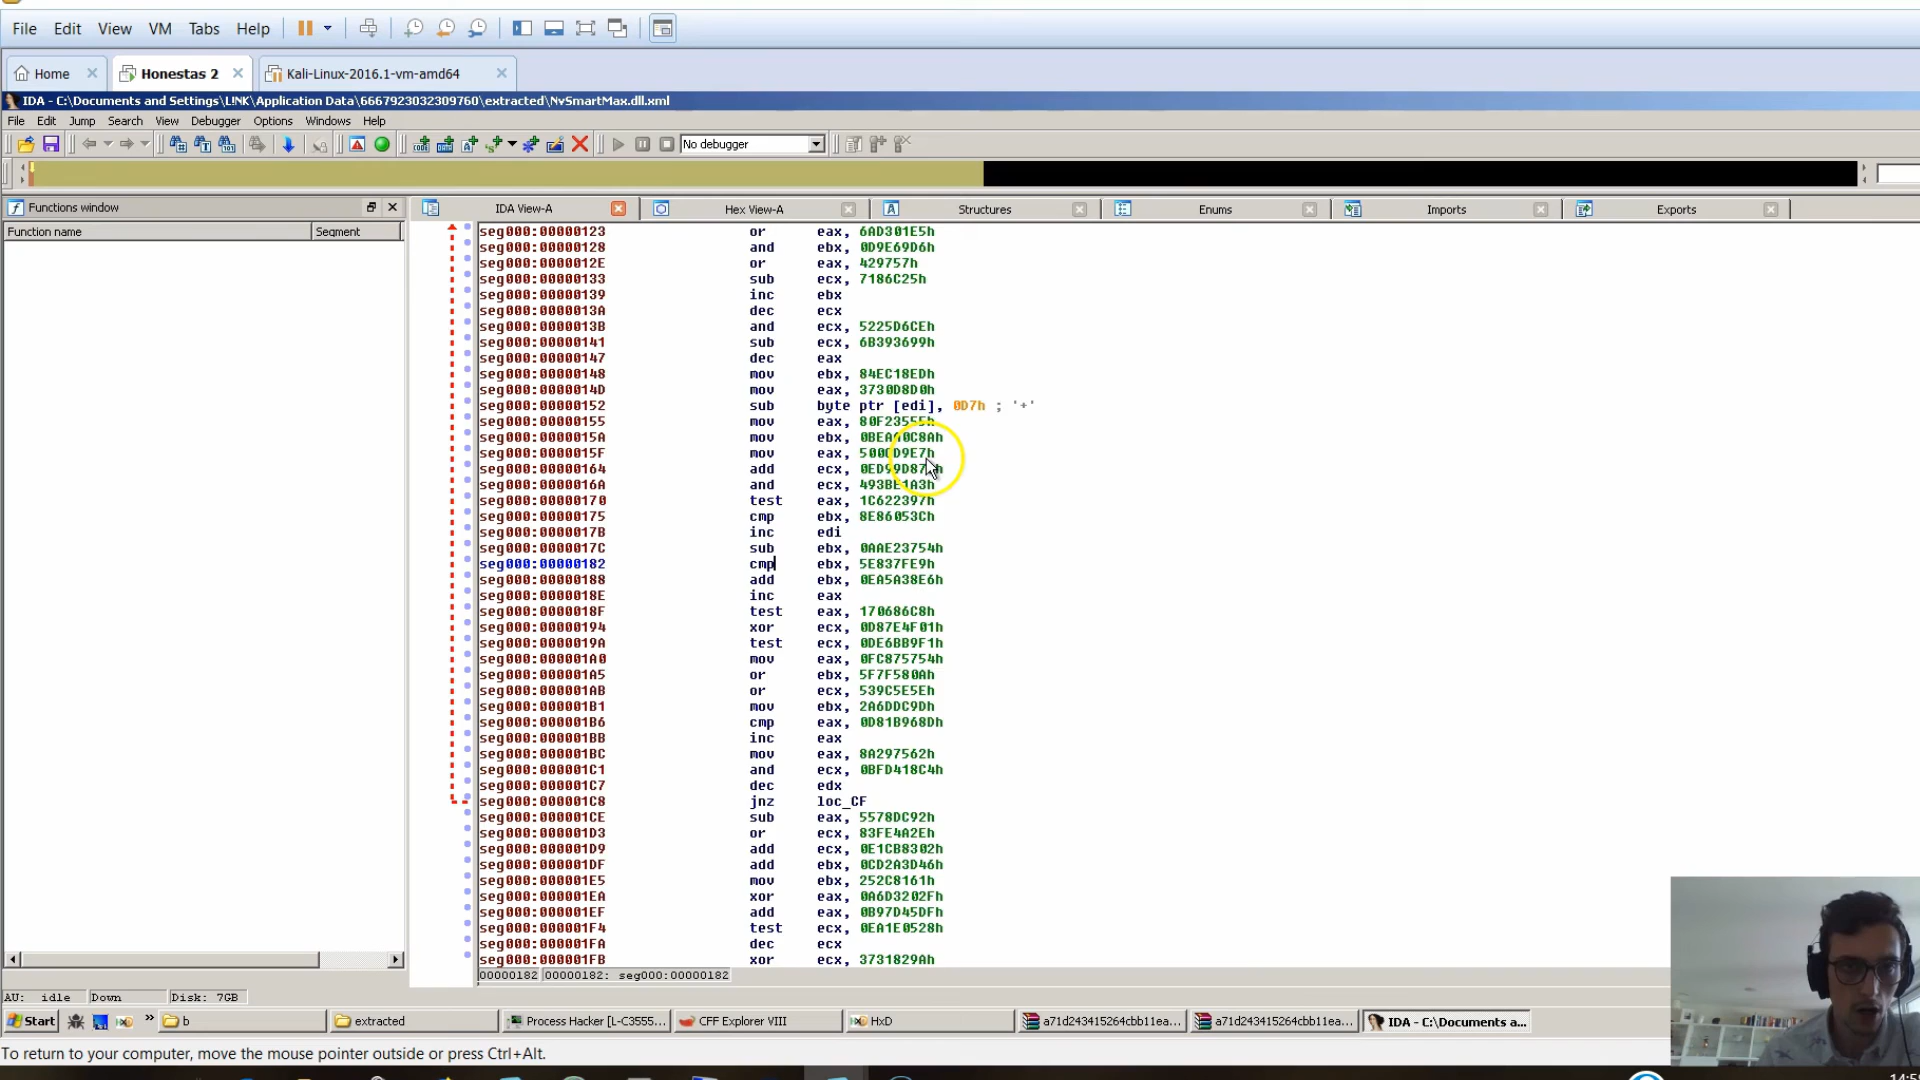 File Edit View VM Tabs Help
Home Honestas 2 Kali-Linux-2016.1-vm-amd64
IDA - C:\Documents and Settings\L!NK\Application Data\6667923032309760\extracted\NvSmartMax.dll.xml
File Edit Jump Search View Debugger Options Windows Help
No debugger
Functions window IDA View-A Hex View-A Structures Enums Imports Exports
Function name Segment
seg000:00000123 or eax, 6AD301E5h
seg000:00000128 and ebx, 0D9E69D6h
seg000:0000012E or eax, 429757h
seg000:00000133 sub ecx, 7186C25h
seg000:00000139 inc ebx
seg000:0000013A dec ecx
seg000:0000013B and ecx, 5225D6CEh
seg000:00000141 sub ecx, 6B393699h
seg000:00000147 dec eax
seg000:00000148 mov ebx, 84EC18EDh
seg000:0000014D mov eax, 3730D8D0h
seg000:00000152 sub byte ptr [edi], 0D7h ; '+'
seg000:00000155 mov eax, 80F23555h
seg000:0000015A mov ebx,
seg000:0000015F mov eax,
seg000:00000164 add ecx,
seg000:0000016A and ecx, 493BE1A3h
seg000:00000170 test eax, 1C622397h
seg000:00000175 cmp ebx, 8E86053Ch
seg000:0000017B inc edi
seg000:0000017C sub ebx, 0AAE23754h
seg000:00000182 cmp ebx, 5E837FE9h
seg000:00000188 add ebx, 0EA5A38E6h
seg000:0000018E inc eax
seg000:0000018F test eax, 170686C8h
seg000:00000194 xor ecx, 0D87E4F01h
seg000:0000019A test ecx, 0DE6BB9F1h
seg000:000001A0 mov eax, 0FC875754h
seg000:000001A5 or ebx, 5F7F580Ah
seg000:000001AB or ecx, 539C5E5Eh
seg000:000001B1 mov ebx, 2A6DDC9Dh
seg000:000001B6 cmp eax, 0D81B968Dh
seg000:000001BB inc eax
seg000:000001BC mov eax, 8A297562h
seg000:000001C1 and ecx, 0BFD418C4h
seg000:000001C7 dec edx
seg000:000001C8 jnz loc_CF
seg000:000001CE sub eax, 5578DC92h
seg000:000001D3 or ecx, 83FE4A2Eh
seg000:000001D9 add ecx, 0E1CB8302h
seg000:000001DF add ebx, 0CD2A3D46h
seg000:000001E5 mov ebx, 252C8161h
seg000:000001EA xor eax, 0A6D3202Fh
seg000:000001EF add eax, 0B97D45DFh
seg000:000001F4 test ecx, 0EA1E0528h
seg000:000001FA dec ecx
seg000:000001FB xor ecx, 3731829Ah
00000182 00000182: seg000:00000182
AU: idle Down Disk: 7GB
Start » b extracted Process Hacker [L-C3555... CFF Explorer VIII HxD a71d243415264cbb11ea... a71d243415264cbb11ea... IDA - C:\Documents a...
To return to your computer, move the mouse pointer outside or press Ctrl+Alt.